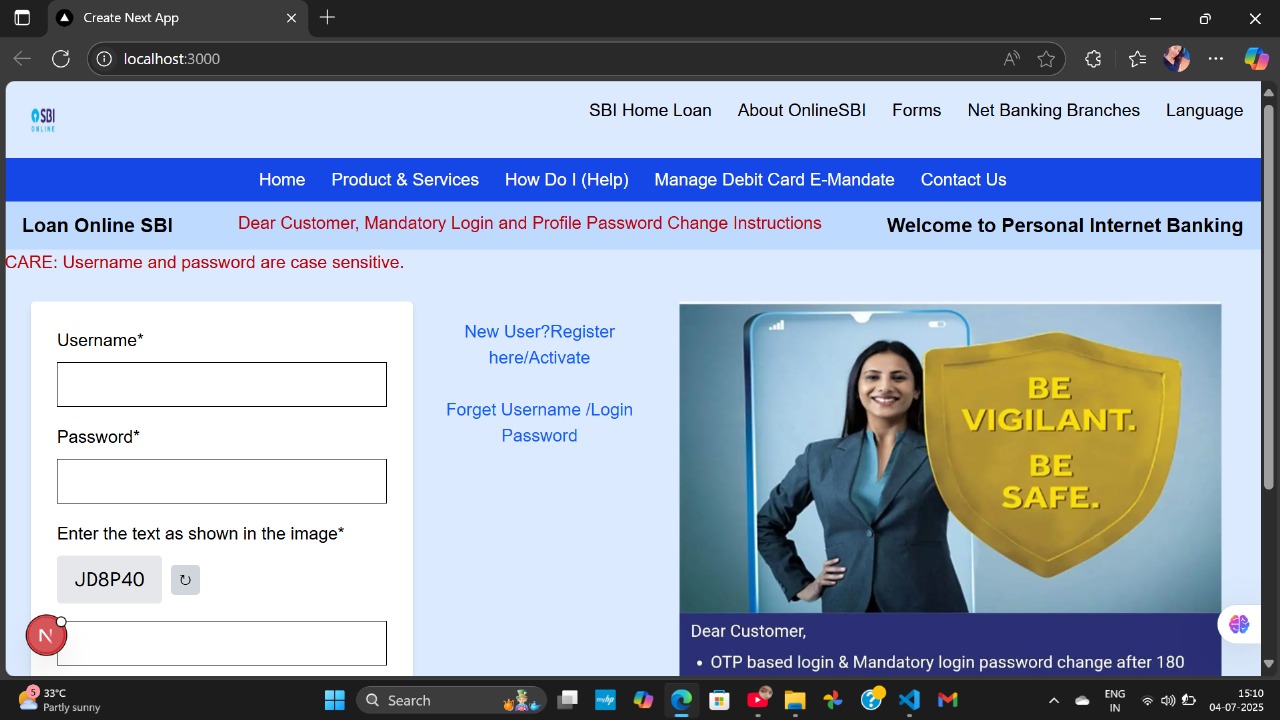 Create Next App
localhost:3000
SBI
ONLINE
SBI Home Loan About OnlineSBI Forms Net Banking Branches Language
Home Product & Services How Do I (Help) Manage Debit Card E-Mandate Contact Us
Loan Online SBI Dear Customer, Mandatory Login and Profile Password Change Instructions Welcome to Personal Internet Banking
CARE: Username and password are case sensitive.
Username*
Password*
Enter the text as shown in the image*
JD8P40
N
New User?Register
here/Activate
Forget Username /Login
Password
BE
VIGILANT.
BE
SAFE.
Dear Customer,
• OTP based login & Mandatory login password change after 180
5
33°C
Partly sunny
Search
myhp
ENG
IN
15:10
04-07-2025